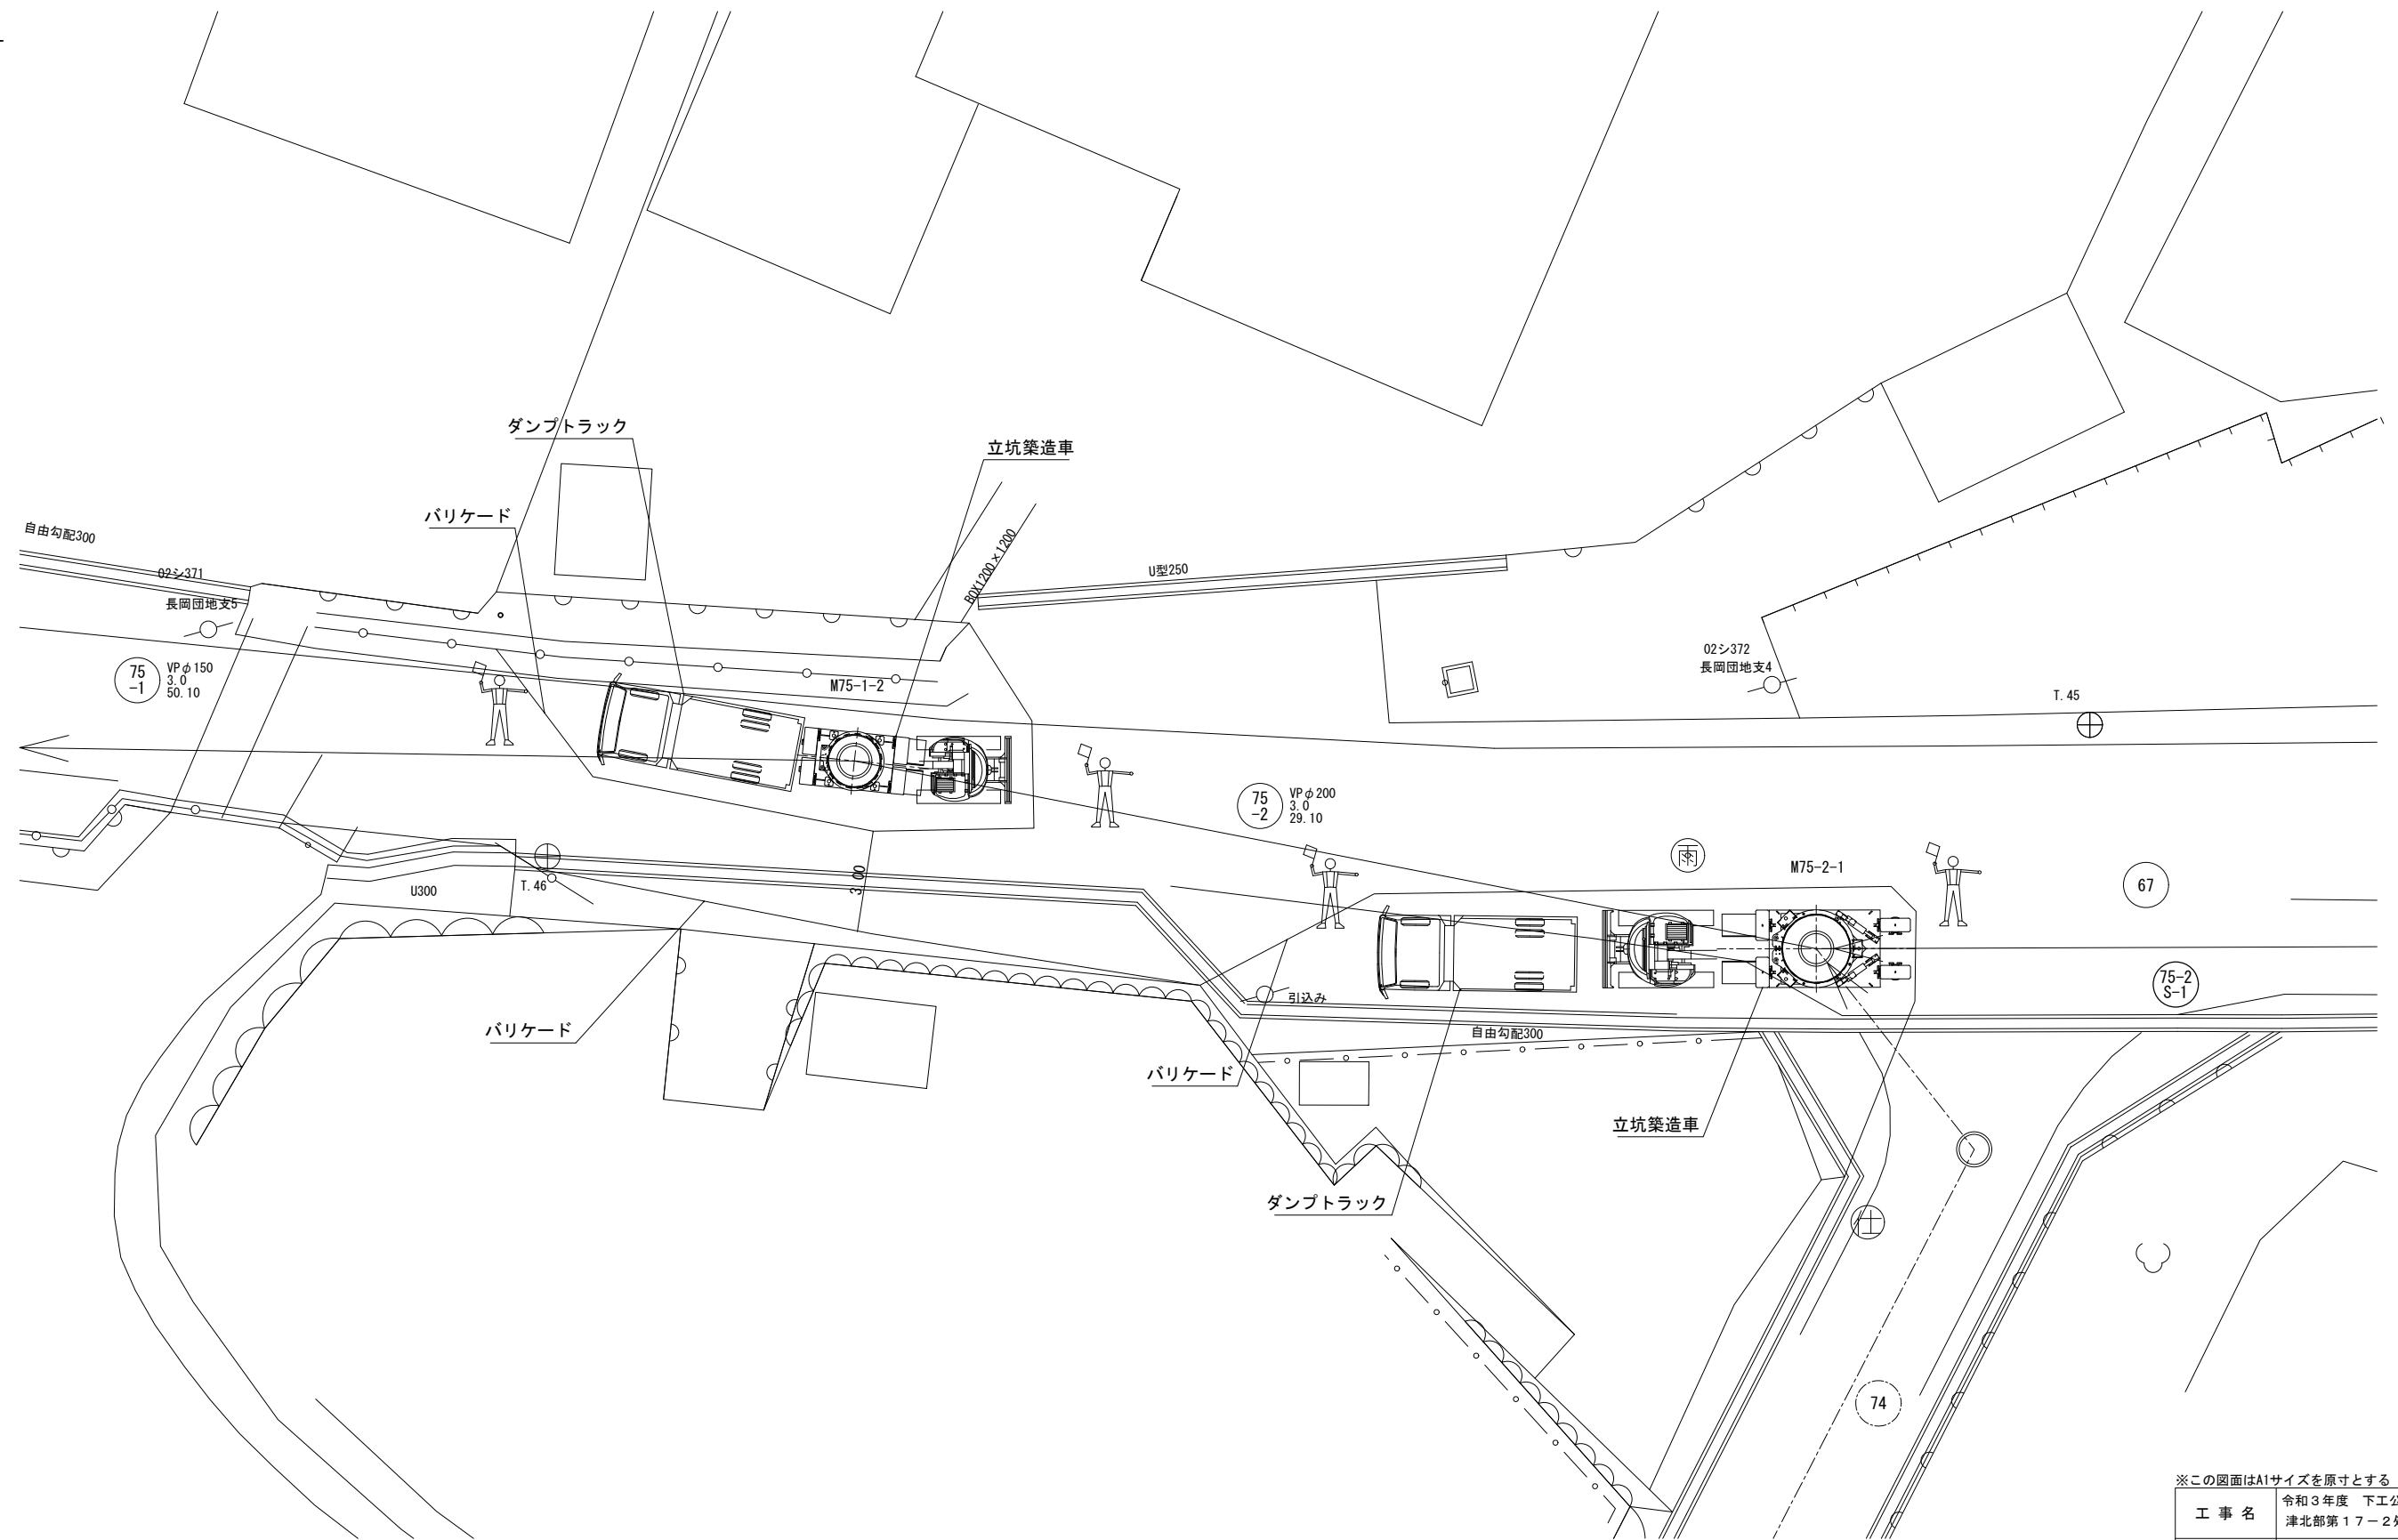 ダンプトラック
立坑築造車
バリケード
自由勾配300
02シ371
長岡団地支5
BOX1200×1200
U型250
02シ372
長岡団地支4
T.45
75
-1
VPφ150
3.0
50.10
M75-1-2
75
-2
VPφ200
3.0
29.10
雨
M75-2-1
67
U300
T.46
3 00
75-2
S-1
引込み
自由勾配300
バリケード
バリケード
立坑築造車
ダンプトラック
74
※この図面はA1サイズを原寸とする
工事名
令和3年度 下工公
津北部第17-2処